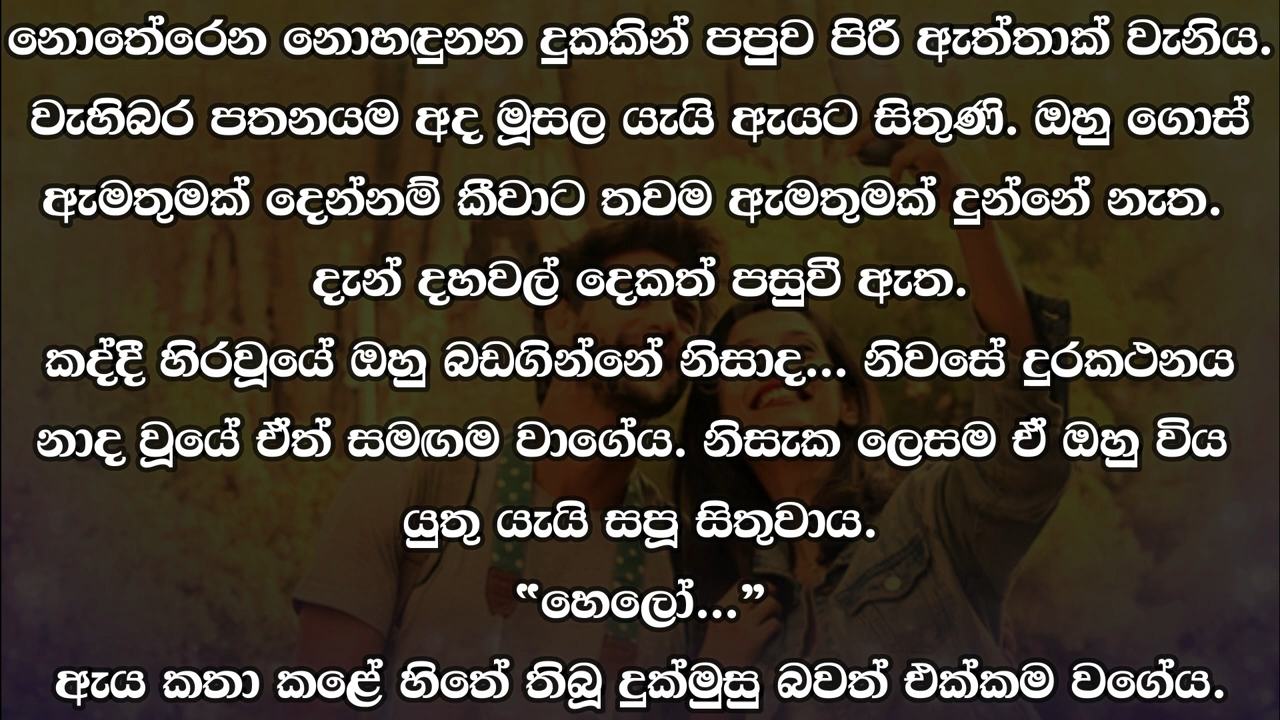 නොතේරෙන නොහඳුනන දුකකින් පපුව පිරී ඇත්තාක් වැනිය.
වැහිබර පතනයම අද මූසල යැයි ඇයට සිතුණි. ඔහු ගොස්
ඇමතුමක් දෙන්නම් කීවාට තවම ඇමතුමක් දුන්නේ නැත.
දැන් දහවල් දෙකත් පසුවී ඇත.
කද්දී හිරවූයේ ඔහු බඩගින්නේ නිසාද... නිවසේ දුරකථනය
නාද වූයේ ඒත් සමඟම වාගේය. නිසැක ලෙසම ඒ ඔහු විය
යුතු යැයි සපූ සිතුවාය.
“හෙලෝ...”
ඇය කතා කළේ හිතේ තිබූ දුක්මුසු බවත් එක්කම වගේය.